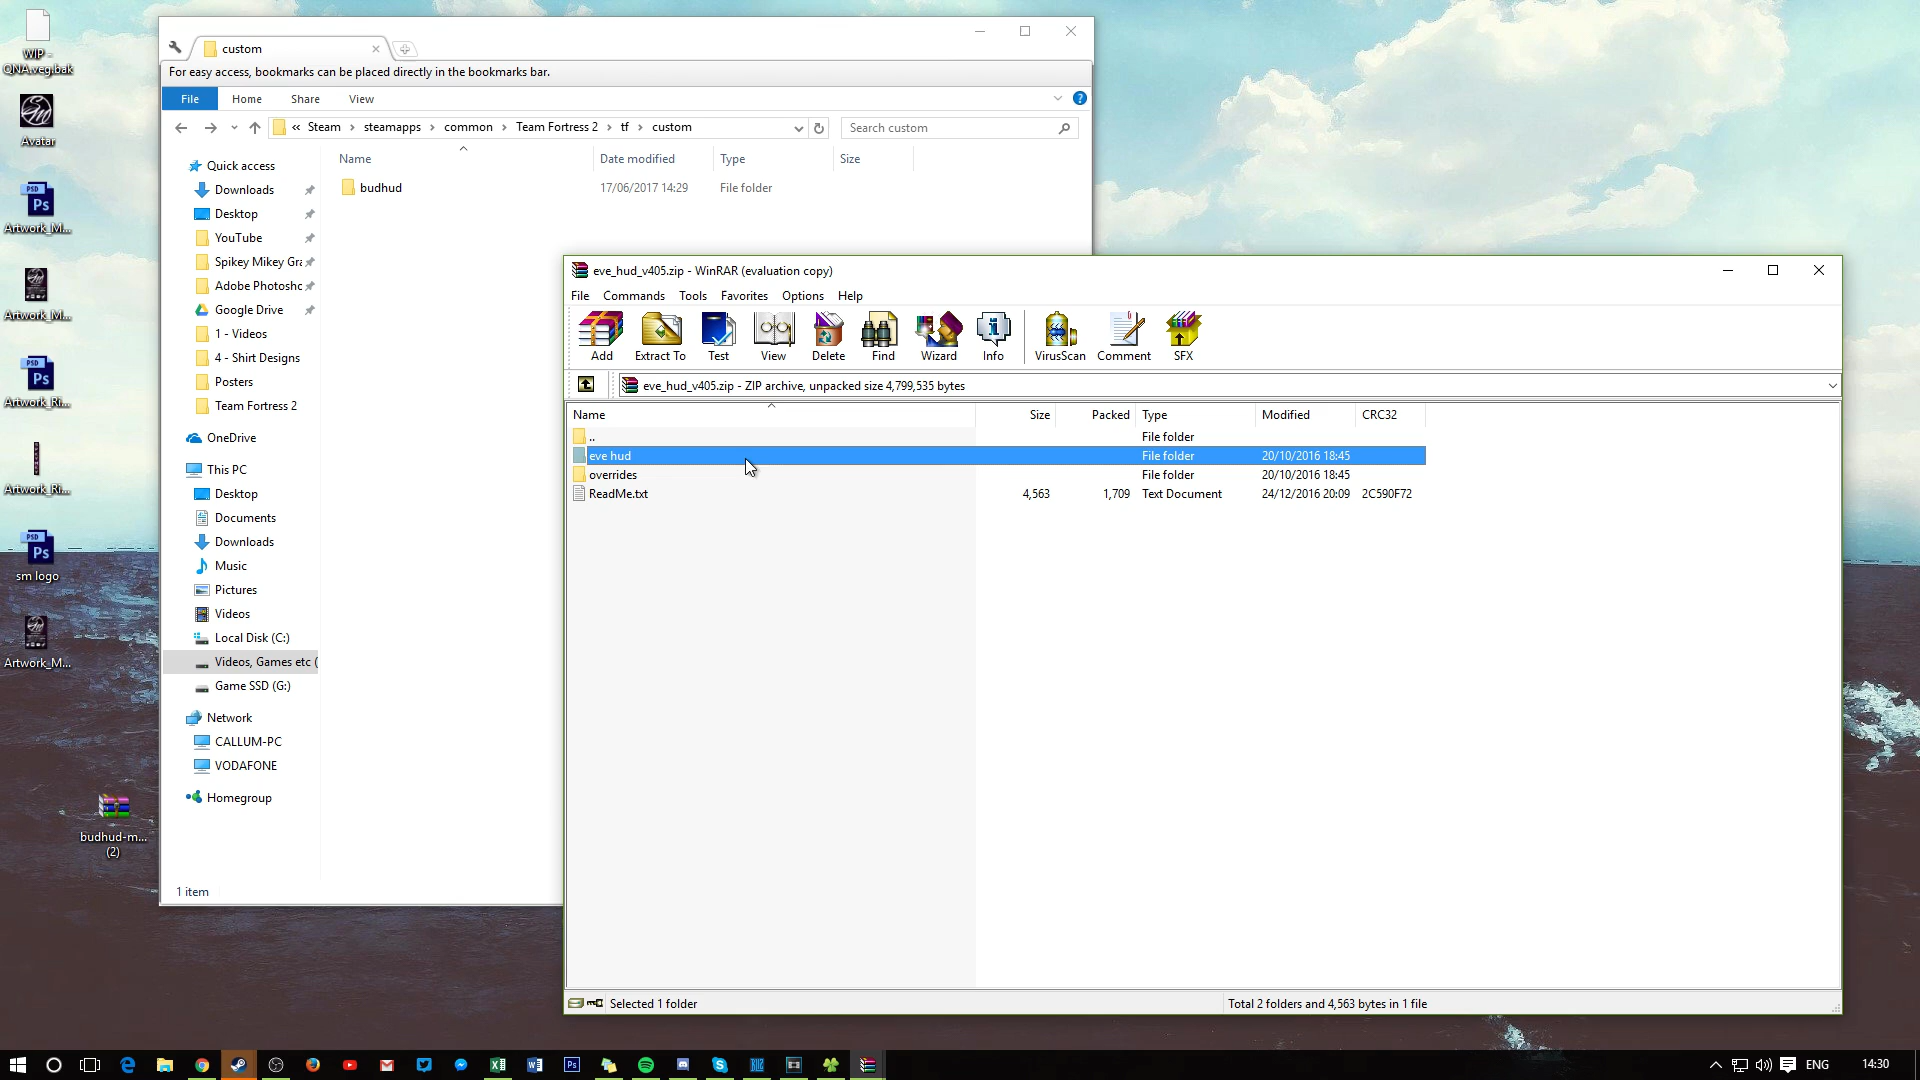 WIP -
QNA.veg.bak
Avatar
Artwork_M...
Artwork_M...
Artwork_Ri...
Artwork_Ri...
sm logo
Artwork_M...
budhud-m...
(2)
custom
For easy access, bookmarks can be placed directly in the bookmarks bar.
File Home Share View
« Steam > steamapps > common > Team Fortress 2 > tf > custom
Search custom
Name Date modified Type Size
budhud 17/06/2017 14:29 File folder
Quick access
Downloads
Desktop
YouTube
Spikey Mikey Gra
Adobe Photoshc
Google Drive
1 - Videos
4 - Shirt Designs
Posters
Team Fortress 2
OneDrive
This PC
Desktop
Documents
Downloads
Music
Pictures
Videos
Local Disk (C:)
Videos, Games etc (
Game SSD (G:)
Network
CALLUM-PC
VODAFONE
Homegroup
1 item
eve_hud_v405.zip - WinRAR (evaluation copy)
File Commands Tools Favorites Options Help
Add Extract To Test View Delete Find Wizard Info VirusScan Comment SFX
eve_hud_v405.zip - ZIP archive, unpacked size 4,799,535 bytes
Name Size Packed Type Modified CRC32
.. File folder
eve hud File folder 20/10/2016 18:45
overrides File folder 20/10/2016 18:45
ReadMe.txt 4,563 1,709 Text Document 24/12/2016 20:09 2C590F72
Selected 1 folder
Total 2 folders and 4,563 bytes in 1 file
ENG
14:30